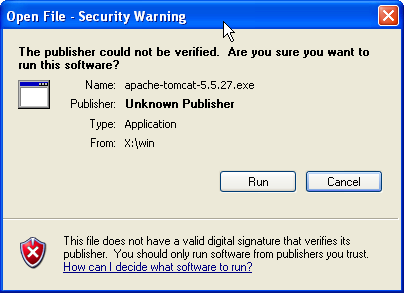 Open File - Security Warning
The publisher could not be verified.  Are you sure you want to
run this software?
Name: apache-tomcat-5.5.27.exe
Publisher: Unknown Publisher
Type: Application
From: X:\win
Run Cancel
This file does not have a valid digital signature that verifies its
publisher.  You should only run software from publishers you trust.
How can I decide what software to run?